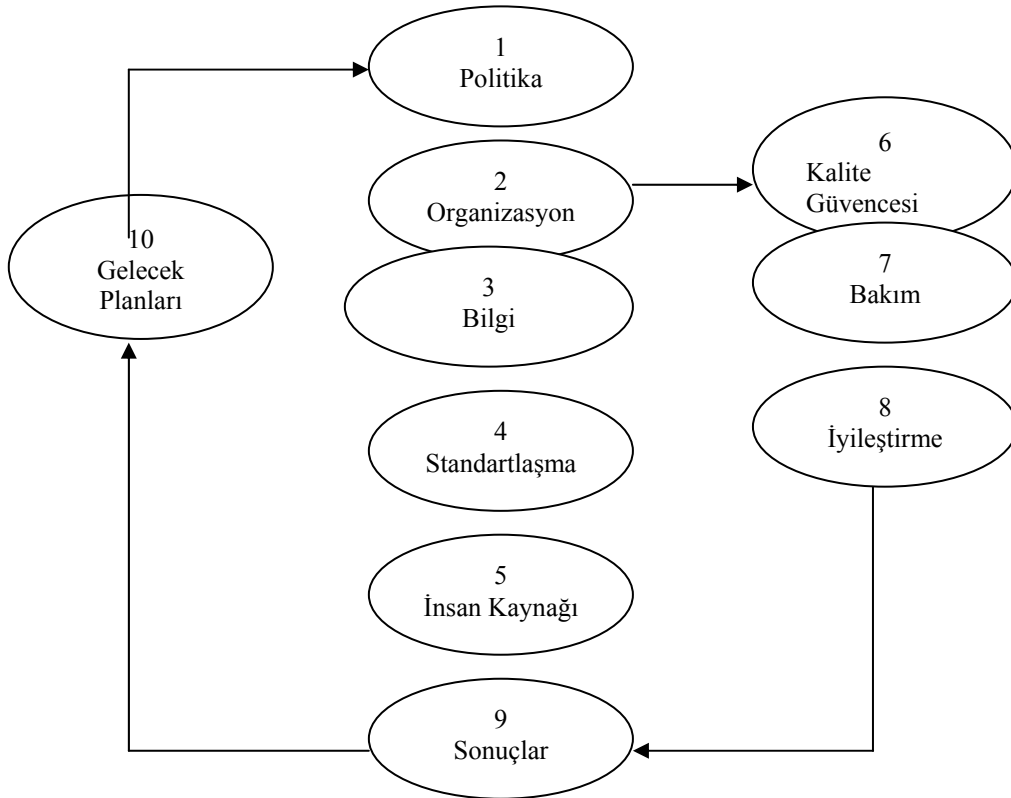 1
Politika
2
Organizasyon
3
Bilgi
4
Standartlaşma
5
İnsan Kaynağı
6
Kalite
Güvencesi
7
Bakım
8
İyileştirme
9
Sonuçlar
10
Gelecek
Planları